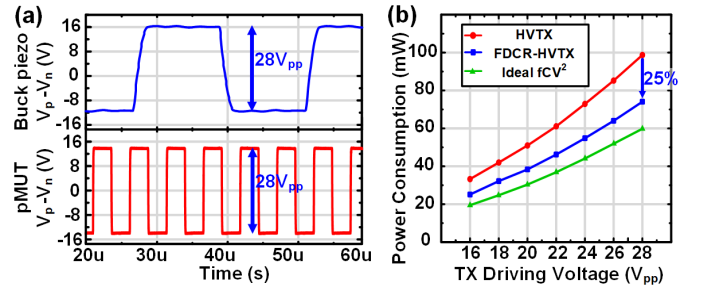 (a)
Buck piezo
Vp-Vn (V)
16
8
0
-8
-16
28Vpp
pMUT
Vp-Vn (V)
16
8
0
-8
-16
28Vpp
20u 30u 40u 50u 60u
Time (s)
(b)
Power Consumption (mW)
100
80
60
40
20
0
HVTX
FDCR-HVTX
Ideal fCV²
25%
16 18 20 22 24 26 28
TX Driving Voltage (Vpp)